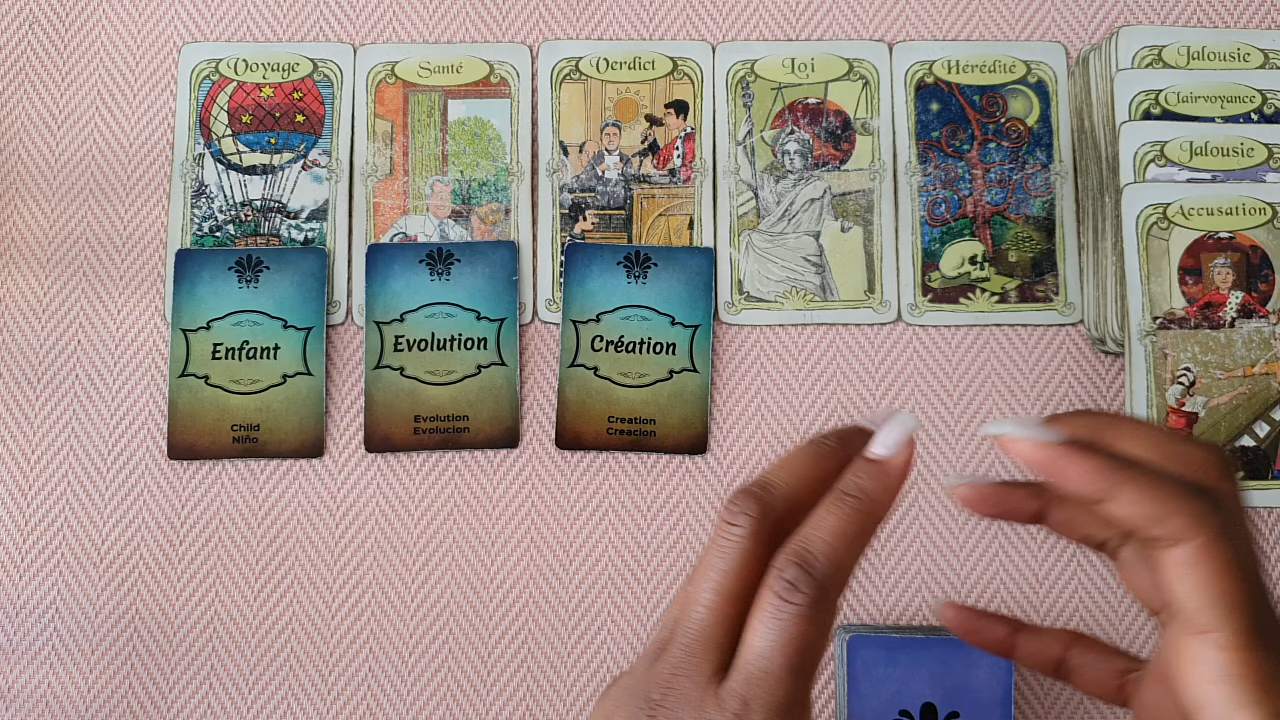 Voyage
Santé
Verdict
Loi
Hérédité
Jalousie
Clairvoyance
Jalousie
Accusation
Enfant
Child
Niño
Evolution
Evolution
Evolucion
Création
Creation
Creacion